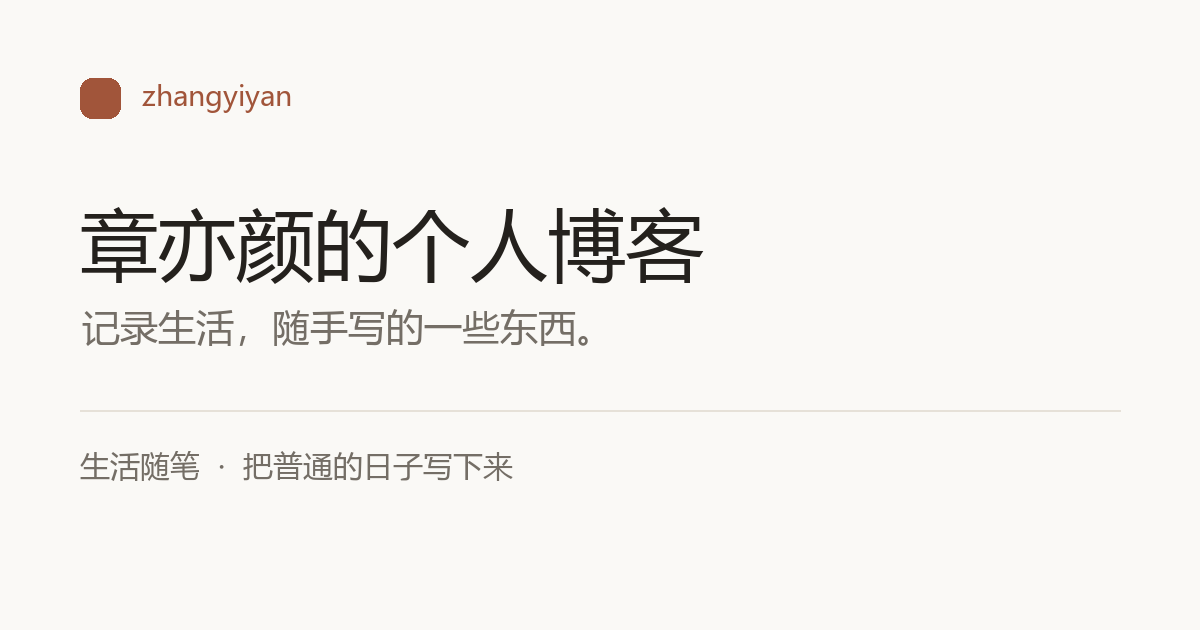 zhangyiyan
章亦颜的个人博客
记录生活，随手写的一些东西。
生活随笔 · 把普通的日子写下来